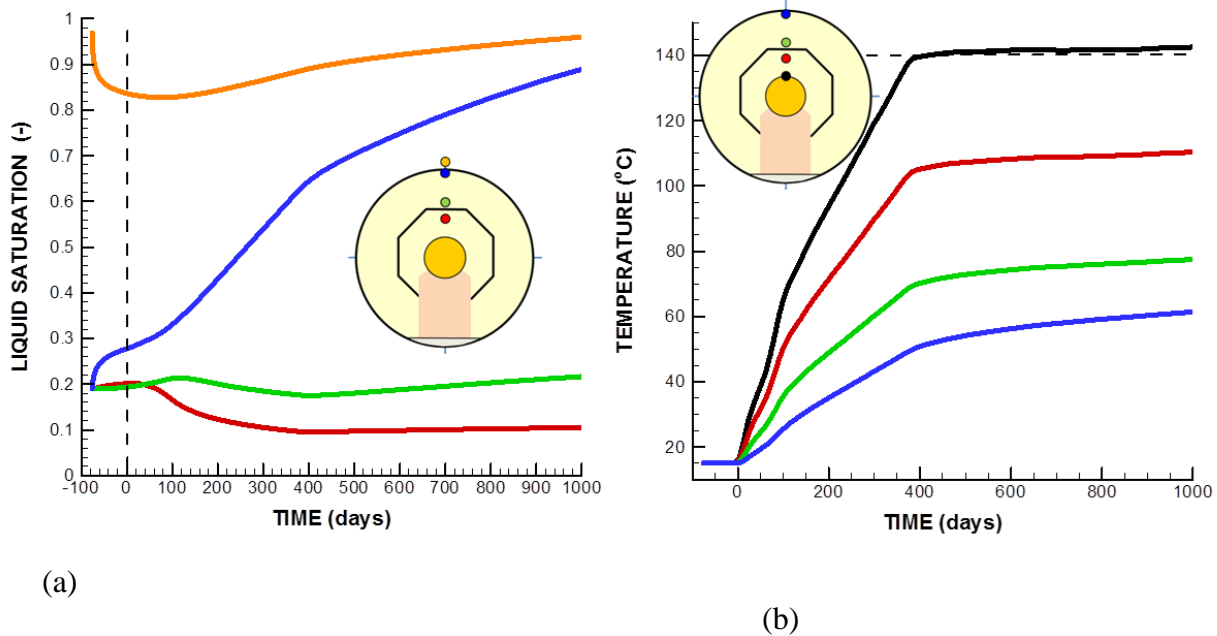 LIQUID SATURATION (-)
1
0.9
0.8
0.7
0.6
0.5
0.4
0.3
0.2
0.1
0
-100 0 100 200 300 400 500 600 700 800 900 1000
TIME (days)
(a)
TEMPERATURE (°C)
140
120
100
80
60
40
20
0 200 400 600 800 1000
TIME (days)
(b)